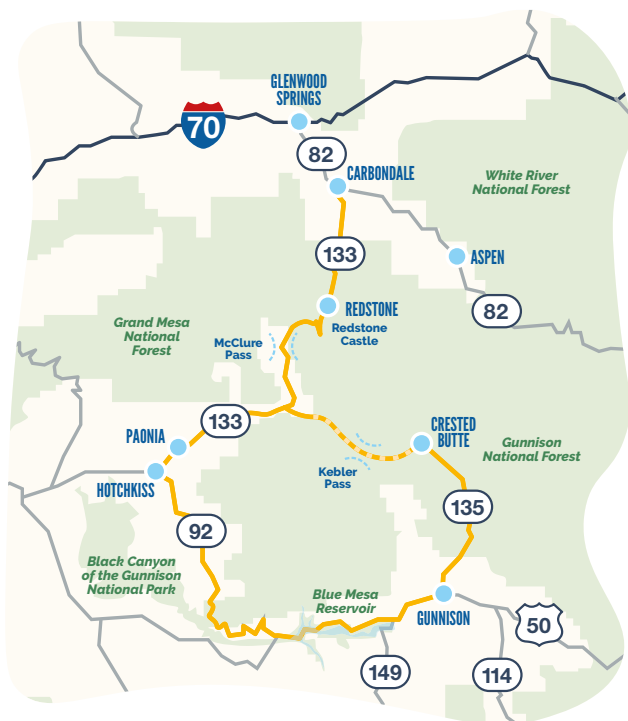 GLENWOOD
SPRINGS
70
82
CARBONDALE
White River
National Forest
133
ASPEN
82
REDSTONE
Redstone
Castle
Grand Mesa
National
Forest
McClure
Pass
133
PAONIA
CRESTED
BUTTE
Gunnison
National Forest
Kebler
Pass
HOTCHKISS
135
92
Black Canyon
of the Gunnison
National Park
Blue Mesa
Reservoir
GUNNISON
50
149
114